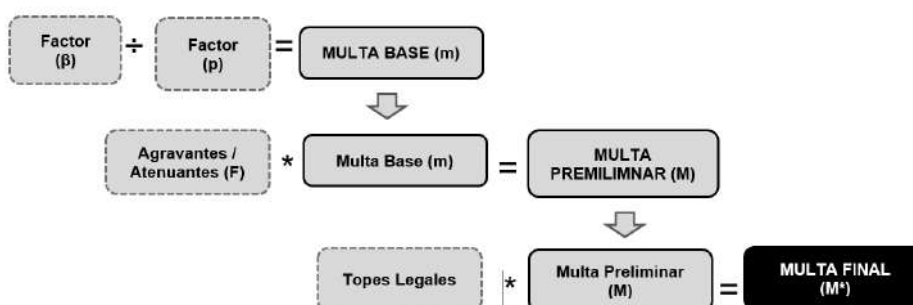 Factor
(β)
÷
Factor
(p)
=
MULTA BASE (m)
Agravantes /
Atenuantes (F)
*
Multa Base (m)
=
MULTA
PREMILIMNAR (M)
Topes Legales
*
Multa Preliminar
(M)
=
MULTA FINAL
(M*)